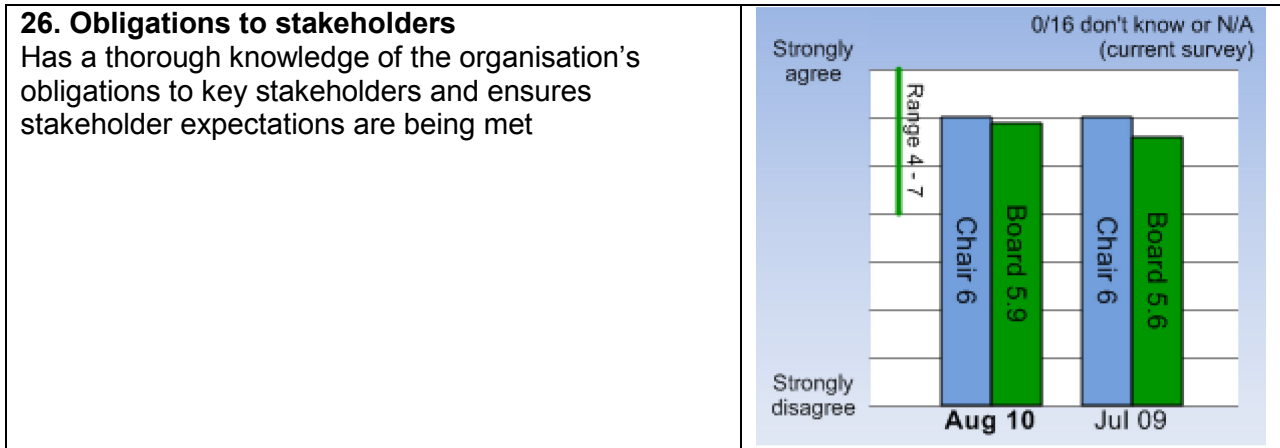 26. Obligations to stakeholders
Has a thorough knowledge of the organisation’s
obligations to key stakeholders and ensures
stakeholder expectations are being met
0/16 don't know or N/A
(current survey)
Strongly
agree
Range 4 - 7
Chair 6
Board 5.9
Chair 6
Board 5.6
Strongly
disagree
Aug 10
Jul 09